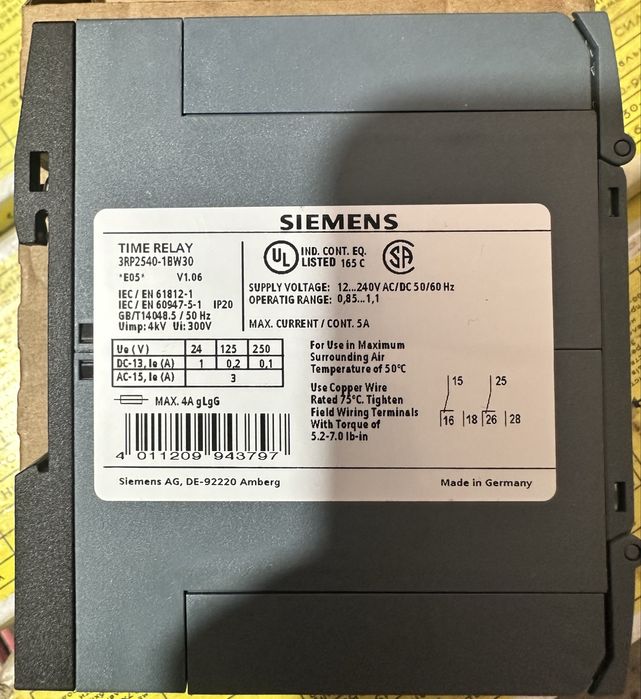 SIEMENS
TIME RELAY
3RP2540-1BW30
*E05* V1.06
IEC / EN 61812-1
IEC / EN 60947-5-1 IP20
GB/T14048.5 / 50 Hz
Uimp: 4kV Ui: 300V
UL IND. CONT. EQ.
LISTED 165 C SA
SUPPLY VOLTAGE: 12...240V AC/DC 50/60 Hz
OPERATIG RANGE: 0,85...1,1
MAX. CURRENT / CONT. 5A
Ue (V) 24 125 250
DC-13, Ie (A) 1 0,2 0,1
AC-15, Ie (A) 3
MAX. 4A gLgG
4 011209 943797
For Use in Maximum
Surrounding Air
Temperature of 50°C
Use Copper Wire
Rated 75°C. Tighten
Field Wiring Terminals
With Torque of
5.2-7.0 lb-in
15 25
16 18 26 28
Siemens AG, DE-92220 Amberg
Made in Germany